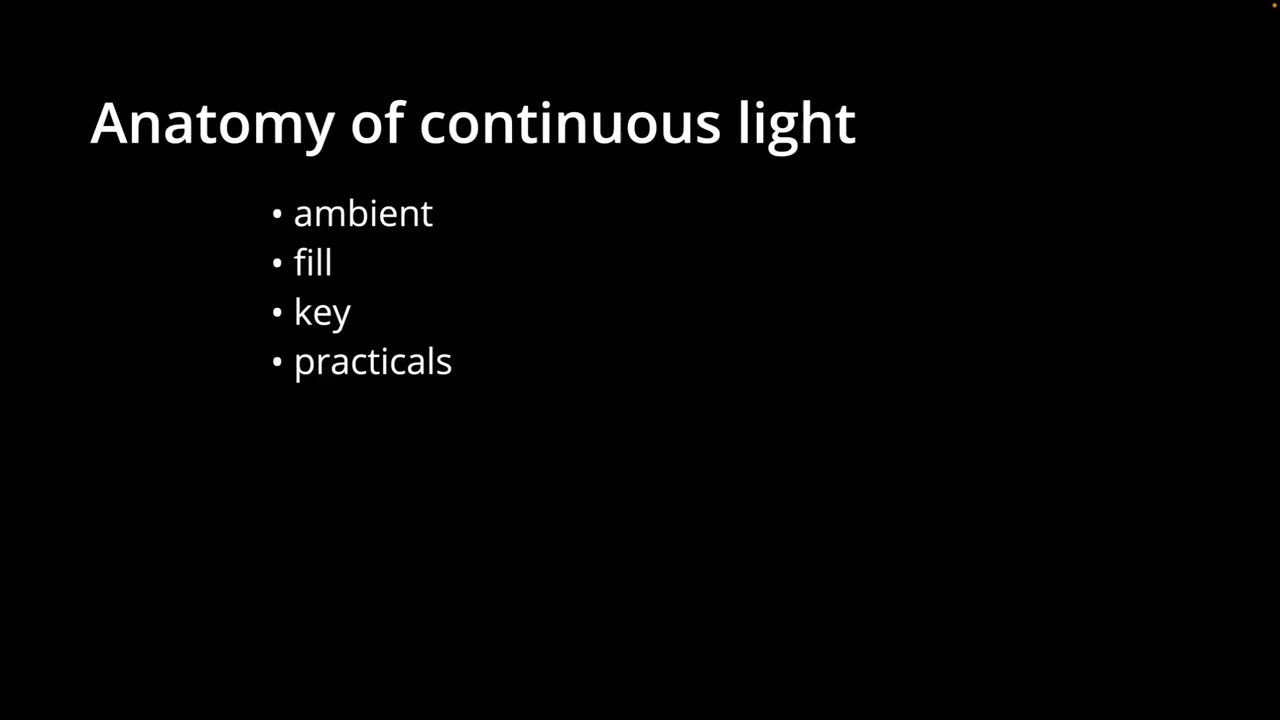 Anatomy of continuous light
• ambient
• fill
• key
• practicals